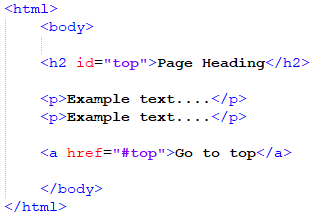 <html>
<body>
<h2 id="top">Page Heading</h2>
<p>Example text....</p>
<p>Example text....</p>
<a href="#top">Go to top</a>
</body>
</html>